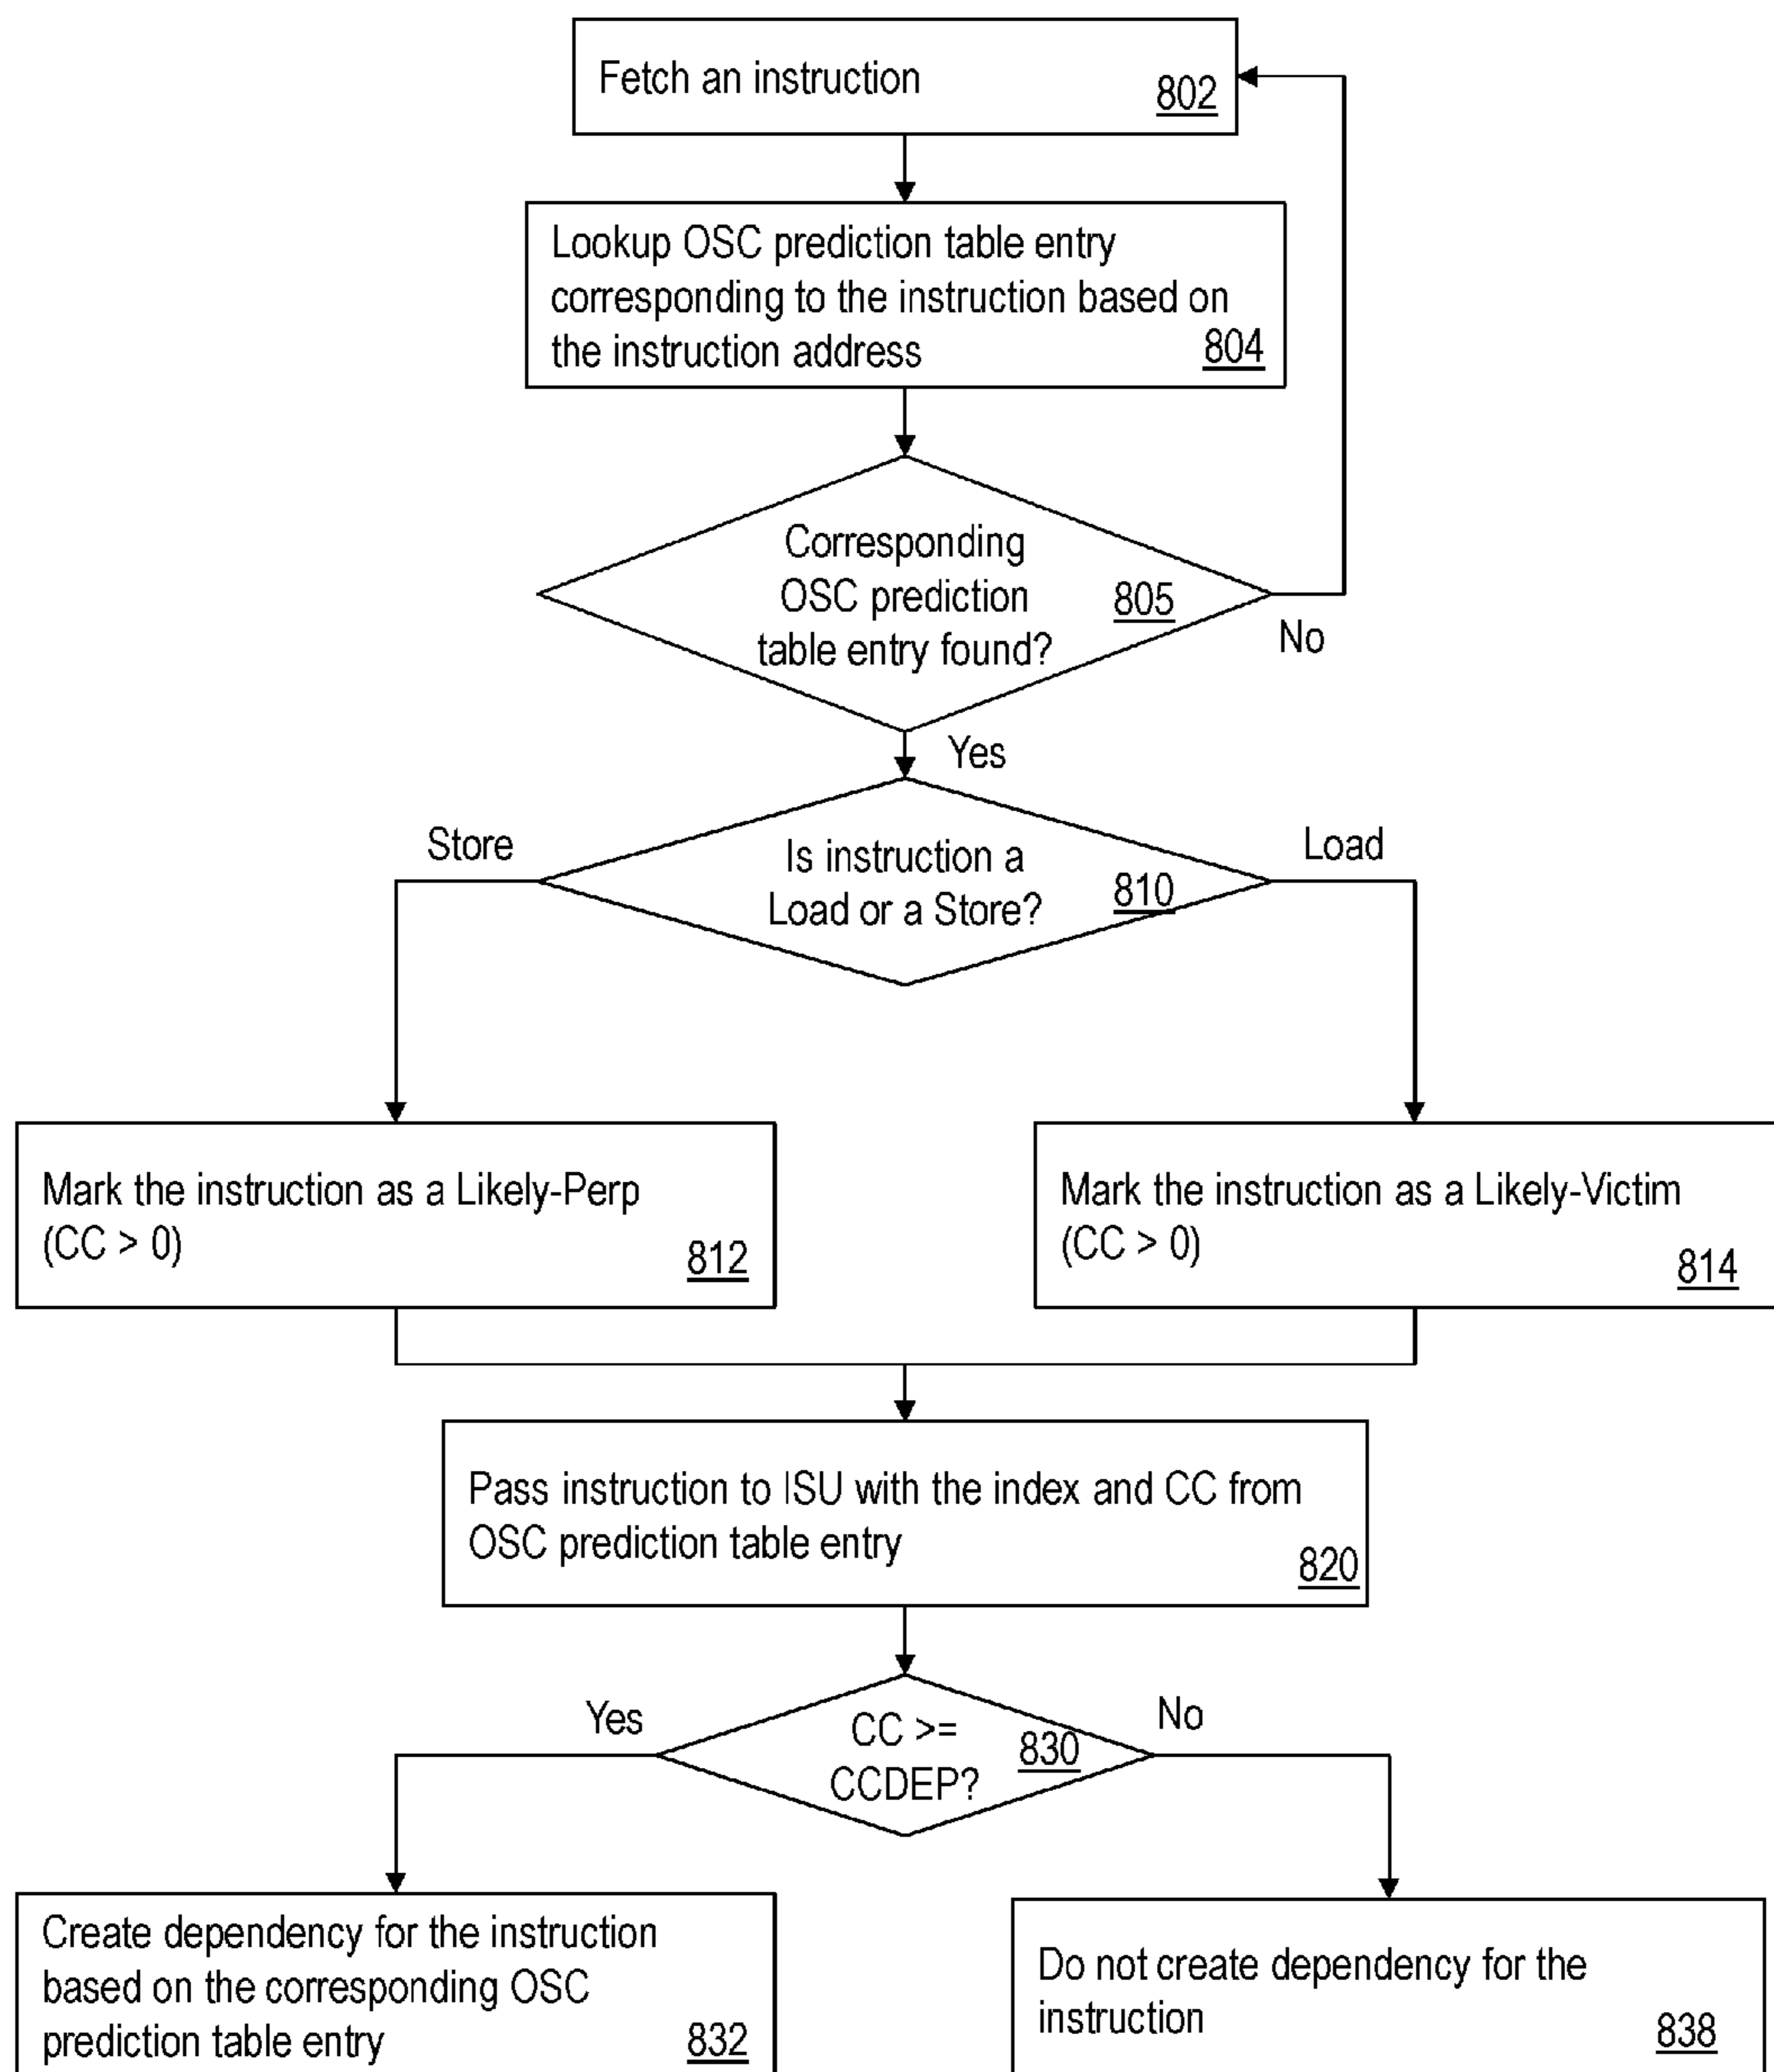 Fetch an instruction
802
Lookup OSC prediction table entry
corresponding to the instruction based on
the instruction address
804
Corresponding
OSC prediction
table entry found?
805
No
Yes
Store
Is instruction a
Load or a Store?
810
Load
Mark the instruction as a Likely-Perp
(CC > 0)
812
Mark the instruction as a Likely-Victim
(CC > 0)
814
Pass instruction to ISU with the index and CC from
OSC prediction table entry
820
Yes
CC >=
CCDEP?
830
No
Create dependency for the instruction
based on the corresponding OSC
prediction table entry
832
Do not create dependency for the
instruction
838